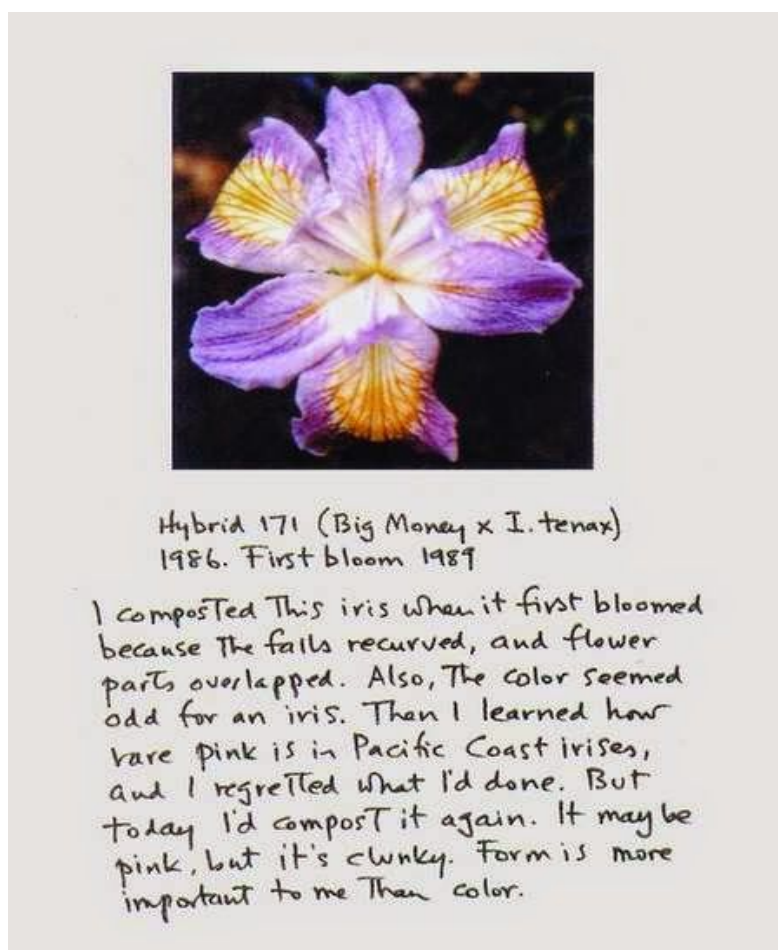 Hybrid 171 (Big Money x I. tenax)
1986. First bloom 1989
I composted This iris when it first bloomed
because The falls recurved, and flower
parts overlapped. Also, The color seemed
odd for an iris. Then I learned how
rare pink is in Pacific Coast irises,
and I regretted what I'd done. But
today I'd compost it again. It may be
pink, but it's clunky. Form is more
important to me Than color.